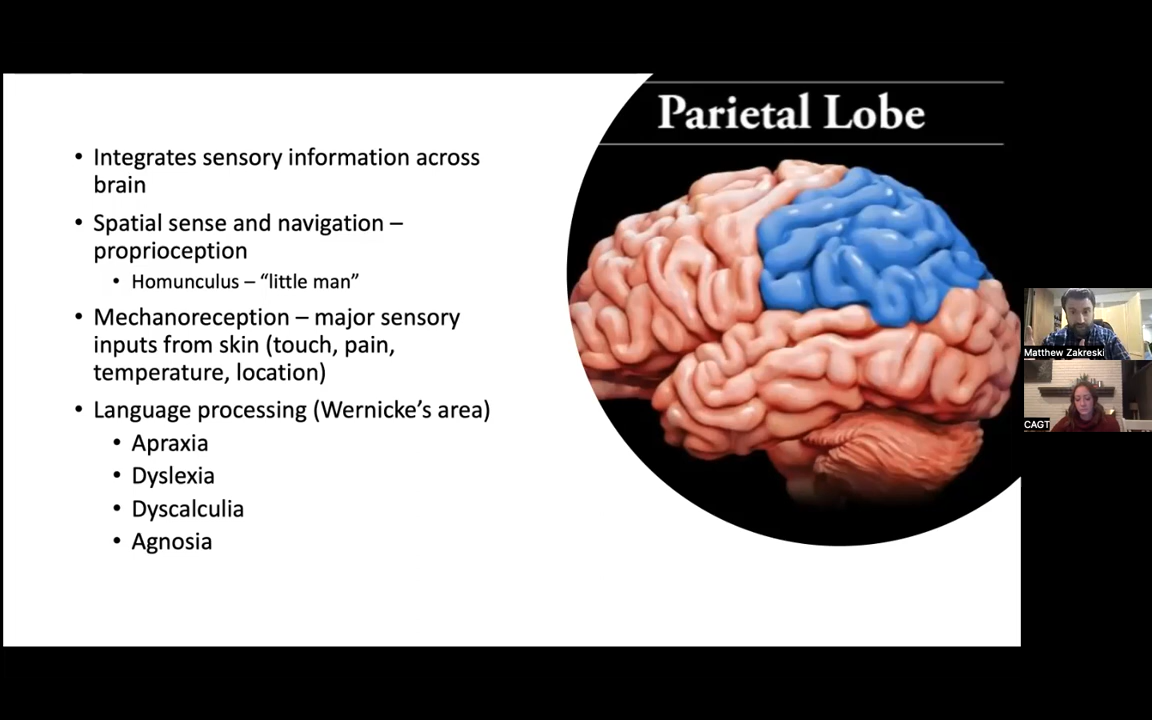 Parietal Lobe
• Integrates sensory information across
brain
• Spatial sense and navigation –
proprioception
• Homunculus – “little man”
• Mechanoreception – major sensory
inputs from skin (touch, pain,
temperature, location)
• Language processing (Wernicke’s area)
• Apraxia
• Dyslexia
• Dyscalculia
• Agnosia
Matthew Zakreski
CAGT